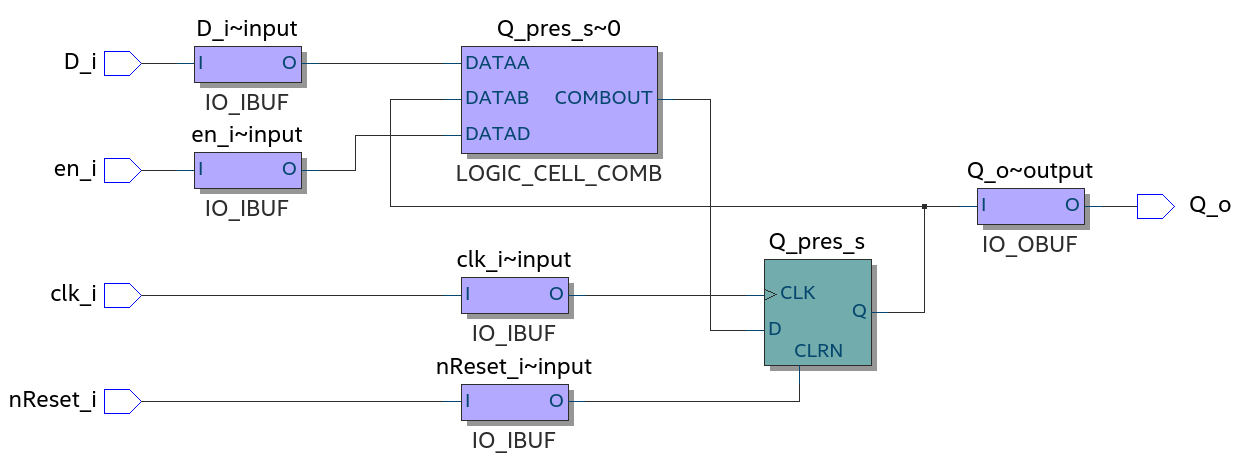 D_i~input
Q_pres_s~0
D_i
I
O
DATAA
IO_IBUF
DATAB
COMBOUT
en_i~input
DATAD
en_i
I
O
LOGIC_CELL_COMB
Q_o~output
IO_IBUF
I
O
Q_o
Q_pres_s
IO_OBUF
clk_i~input
clk_i
I
O
CLK
Q
IO_IBUF
D
CLRN
nReset_i~input
nReset_i
I
O
IO_IBUF